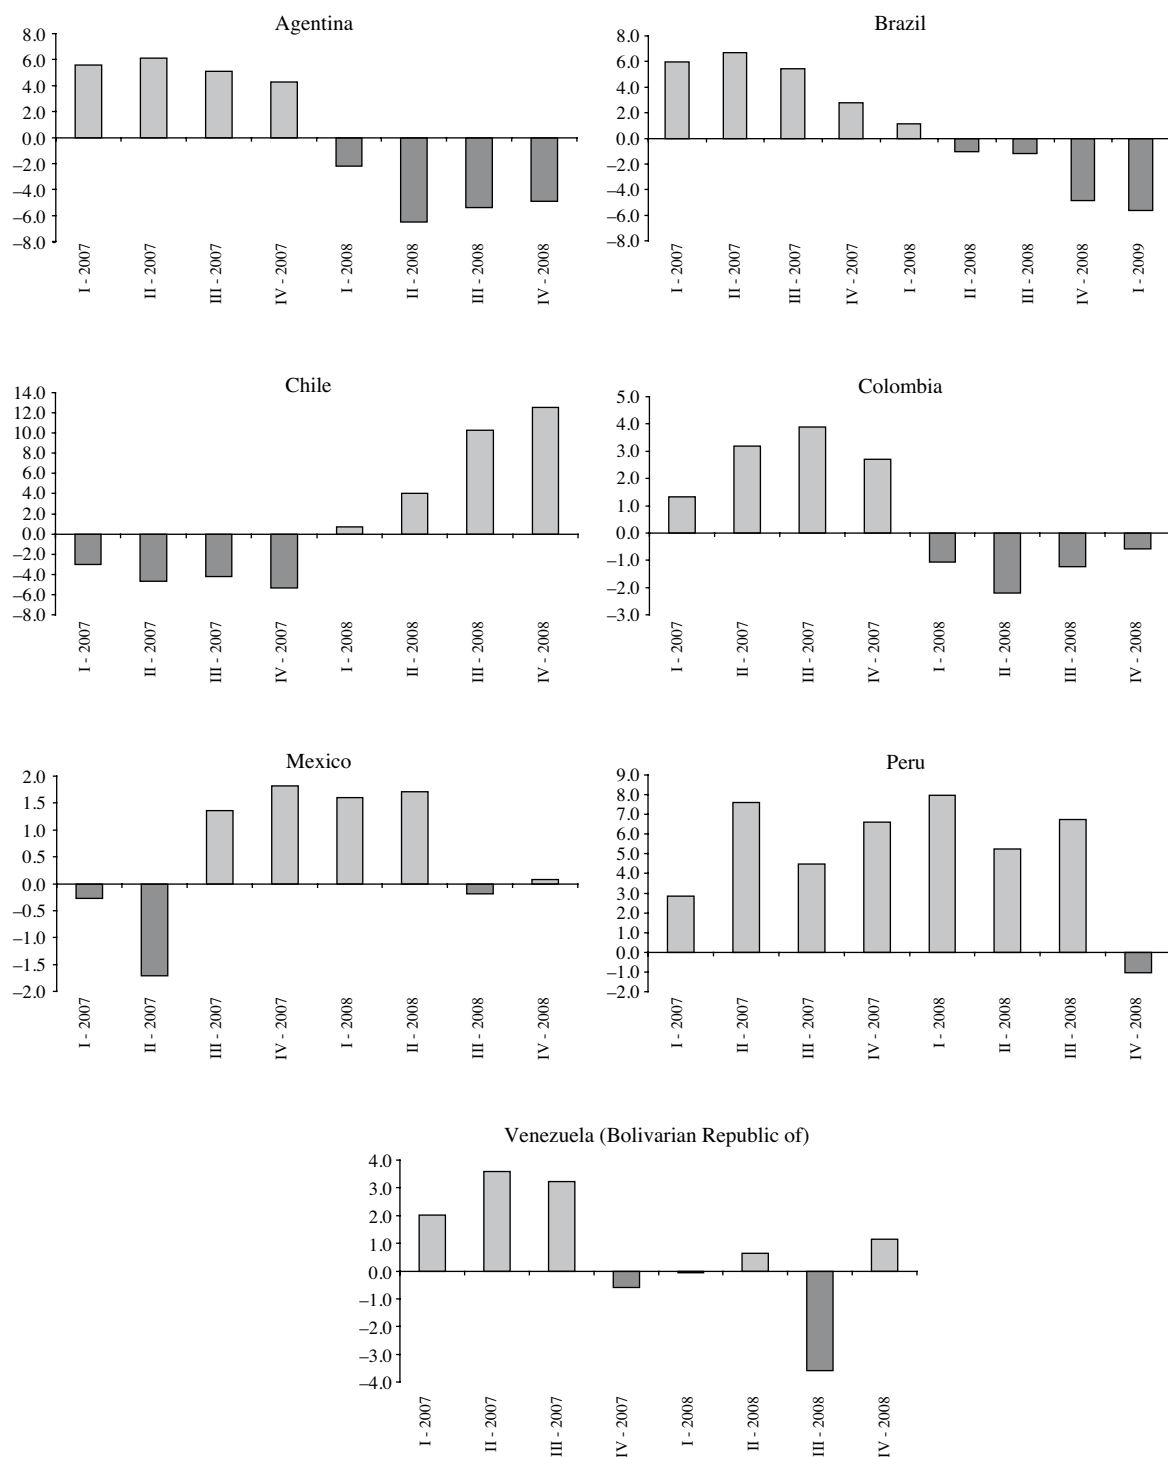 Agentina
8.0
6.0
4.0
2.0
0.0
–2.0
–4.0
–6.0
–8.0
I - 2007
II - 2007
III - 2007
IV - 2007
I - 2008
II - 2008
III - 2008
IV - 2008
Brazil
8.0
6.0
4.0
2.0
0.0
–2.0
–4.0
–6.0
–8.0
I - 2007
II - 2007
III - 2007
IV - 2007
I - 2008
II - 2008
III - 2008
IV - 2008
I - 2009
Chile
14.0
12.0
10.0
8.0
6.0
4.0
2.0
0.0
–2.0
–4.0
–6.0
–8.0
I - 2007
II - 2007
III - 2007
IV - 2007
I - 2008
II - 2008
III - 2008
IV - 2008
Colombia
5.0
4.0
3.0
2.0
1.0
0.0
–1.0
–2.0
–3.0
I - 2007
II - 2007
III - 2007
IV - 2007
I - 2008
II - 2008
III - 2008
IV - 2008
Mexico
2.0
1.5
1.0
0.5
0.0
–0.5
–1.0
–1.5
–2.0
I - 2007
II - 2007
III - 2007
IV - 2007
I - 2008
II - 2008
III - 2008
IV - 2008
Peru
9.0
8.0
7.0
6.0
5.0
4.0
3.0
2.0
1.0
0.0
–1.0
–2.0
I - 2007
II - 2007
III - 2007
IV - 2007
I - 2008
II - 2008
III - 2008
IV - 2008
Venezuela (Bolivarian Republic of)
4.0
3.0
2.0
1.0
0.0
–1.0
–2.0
–3.0
–4.0
I - 2007
II - 2007
III - 2007
IV - 2007
I - 2008
II - 2008
III - 2008
IV - 2008